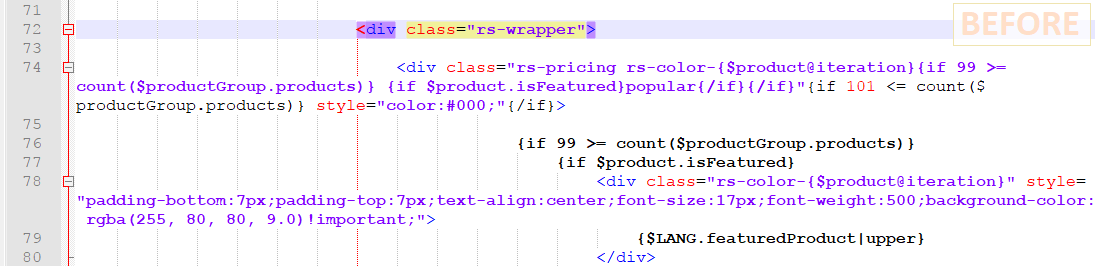 71
BEFORE
72 <div class="rs-wrapper">
73
74 <div class="rs-pricing rs-color-{$product@iteration}{if 99 >=
count($productGroup.products)} {if $product.isFeatured}popular{/if}{/if}"{if 101 <= count($
productGroup.products)} style="color:#000;"{/if}>
75
76 {if 99 >= count($productGroup.products)}
77 {if $product.isFeatured}
78 <div class="rs-color-{$product@iteration}" style=
"padding-bottom:7px;padding-top:7px;text-align:center;font-size:17px;font-weight:500;background-color:
rgba(255, 80, 80, 9.0)!important;">
79 {$LANG.featuredProduct|upper}
80 </div>